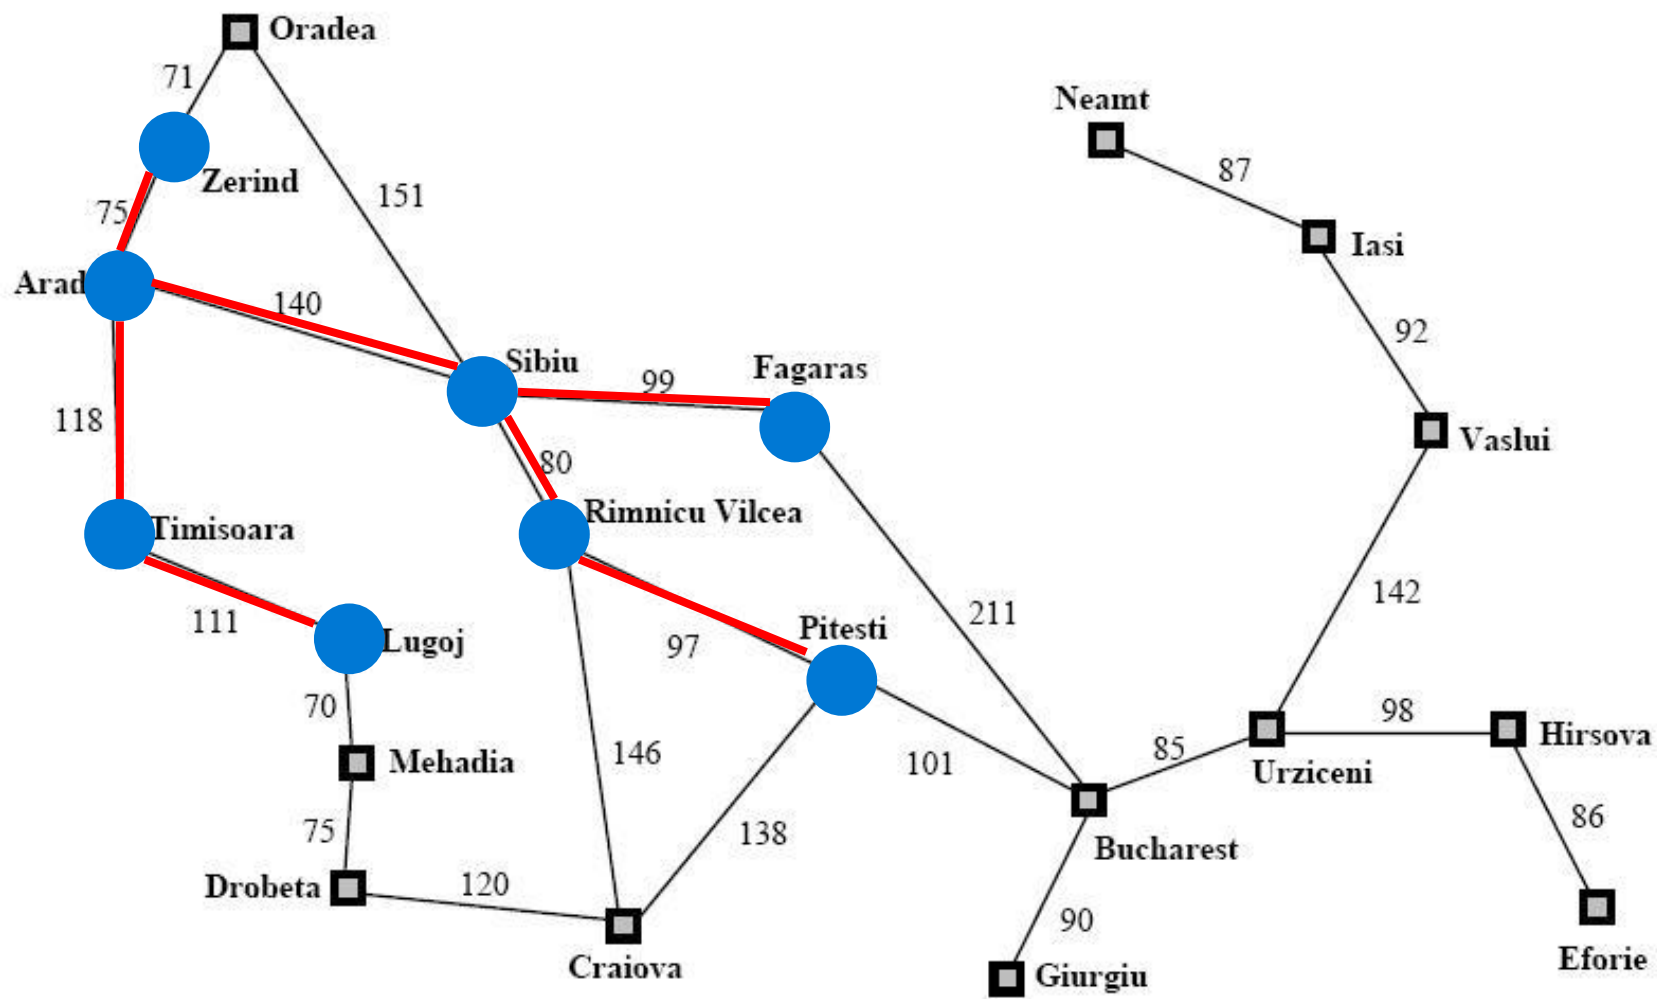 Oradea
71
Neamt
87
Zerind
151
75
Iasi
Arad
140
92
Sibiu
Fagaras
99
118
Vaslui
80
Rimnicu Vilcea
Timisoara
142
211
111
Pitesti
Lugoj
97
70
98
Hirsova
146
85
Mehadia
101
Urziceni
86
75
138
Bucharest
Drobeta
120
90
Eforie
Craiova
Giurgiu